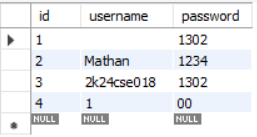 id username password
1 1302
2 Mathan 1234
3 2k24cse018 1302
4 1 00
NULL NULL NULL